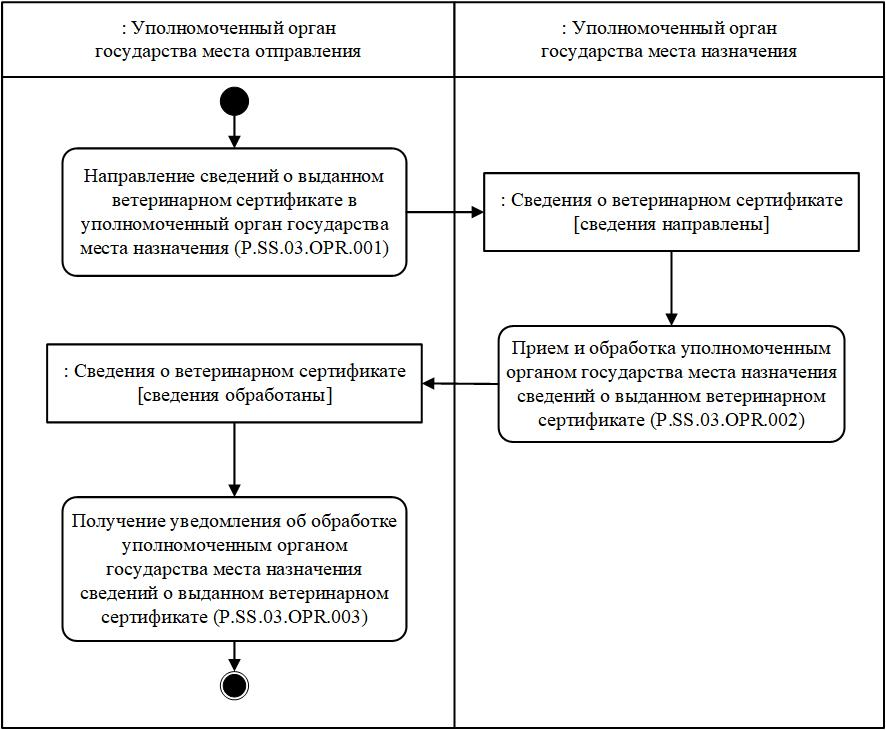 : Уполномоченный орган
государства места отправления
: Уполномоченный орган
государства места назначения
Направление сведений о выданном
ветеринарном сертификате в
уполномоченный орган государства
места назначения (P.SS.03.OPR.001)
: Сведения о ветеринарном сертификате
[сведения направлены]
Прием и обработка уполномоченным
органом государства места назначения
сведений о выданном ветеринарном
сертификате (P.SS.03.OPR.002)
: Сведения о ветеринарном сертификате
[сведения обработаны]
Получение уведомления об обработке
уполномоченным органом
государства места назначения
сведений о выданном ветеринарном
сертификате (P.SS.03.OPR.003)